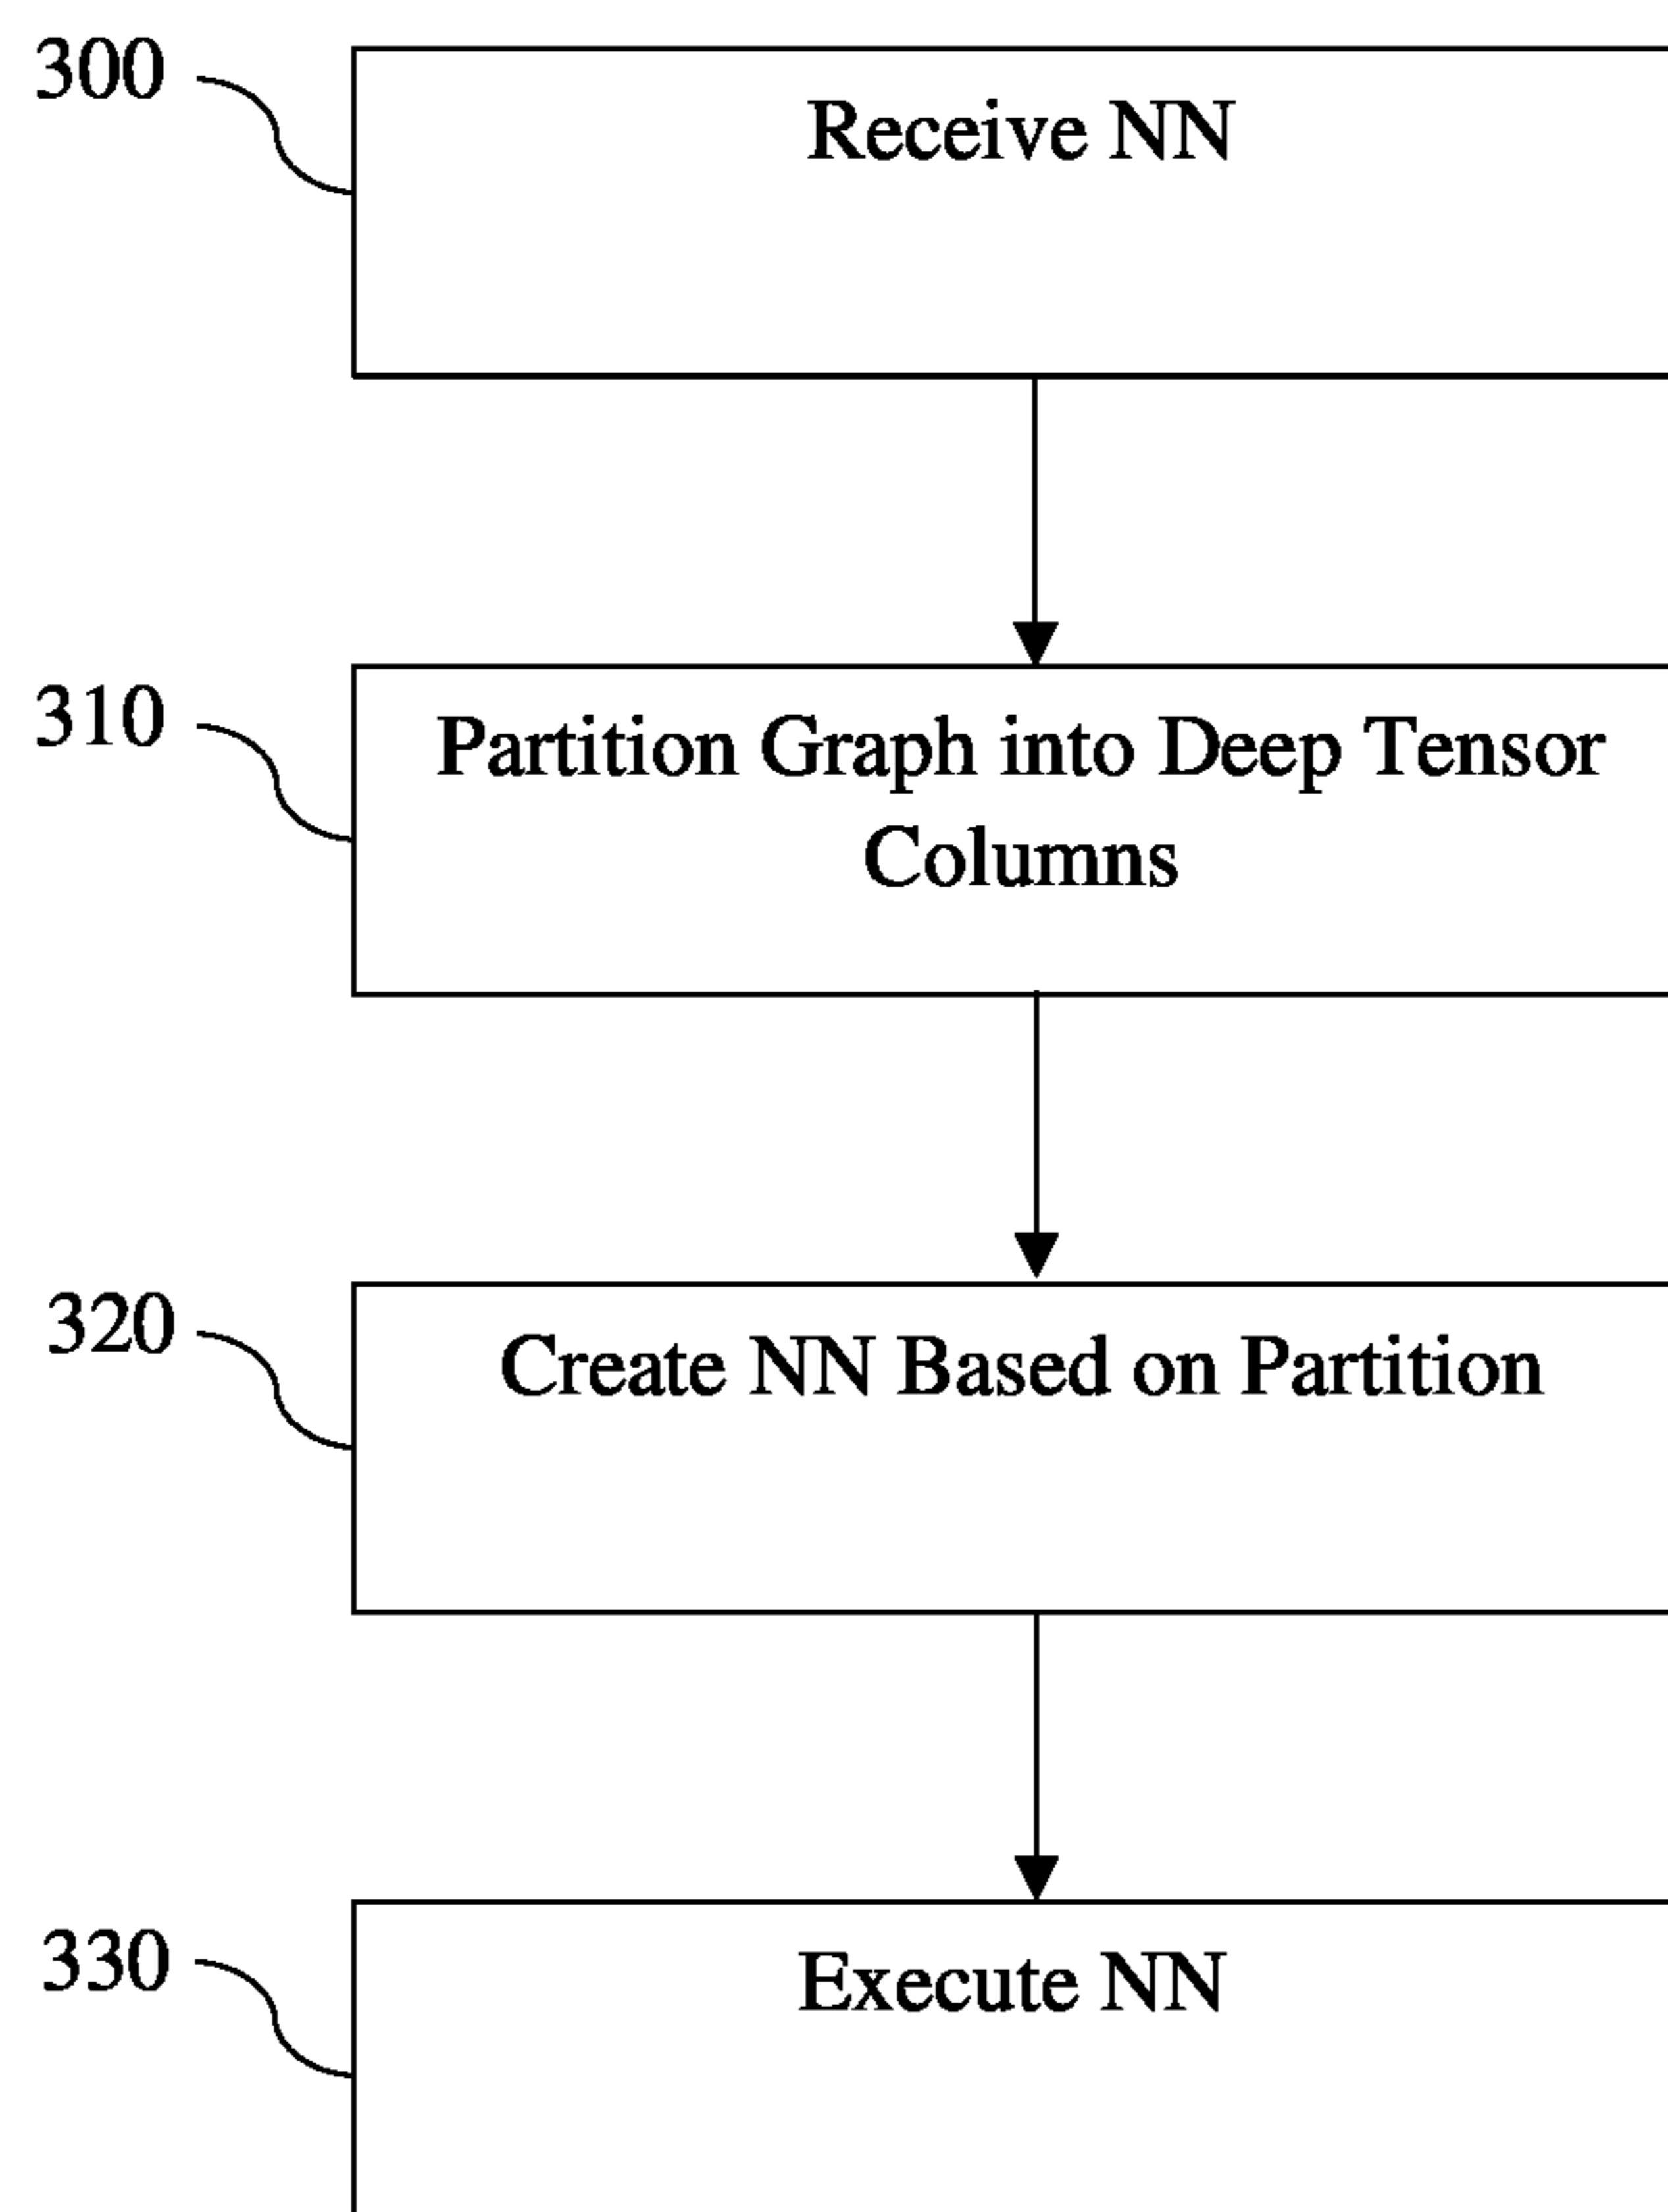 300
Receive NN
310
Partition Graph into Deep Tensor
Columns
320
Create NN Based on Partition
330
Execute NN